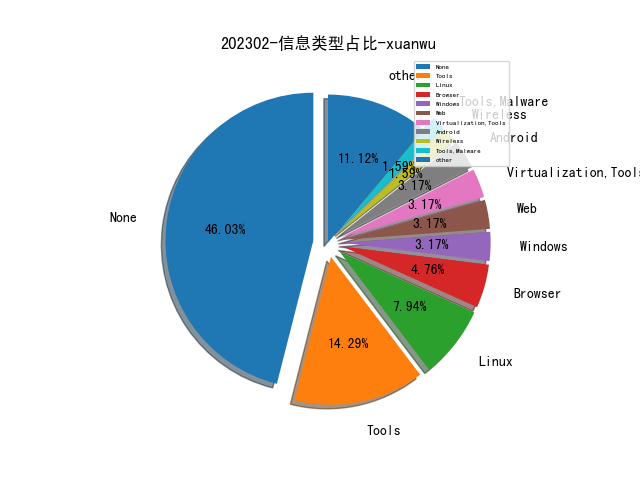 202302-信息类型占比-xuanwu
None
Tools
Linux
Browser
Windows
Web
Virtualization,Tools
Android
Wireless
Tools,Malware
other
46.03%
14.29%
7.94%
4.76%
3.17%
3.17%
3.17%
3.17%
1.59%
1.59%
11.12%
None
Tools
Linux
Browser
Windows
Web
Virtualization,Tools
Android
Wireless
Tools,Malware
other